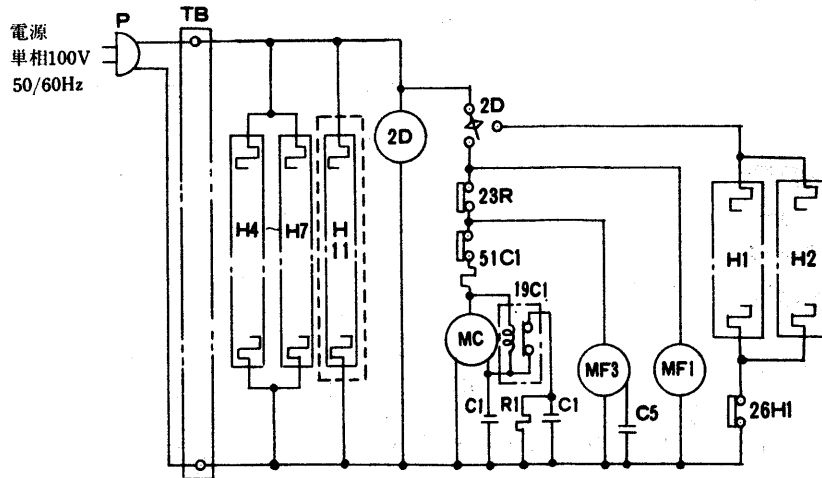 電源
単相100V
50/60Hz
P
TB
2D
2D
23R
51C1
19C1
H4~H7
H
11
MC
C1
R1
C1
MF3
C5
MF1
H1
H2
26H1